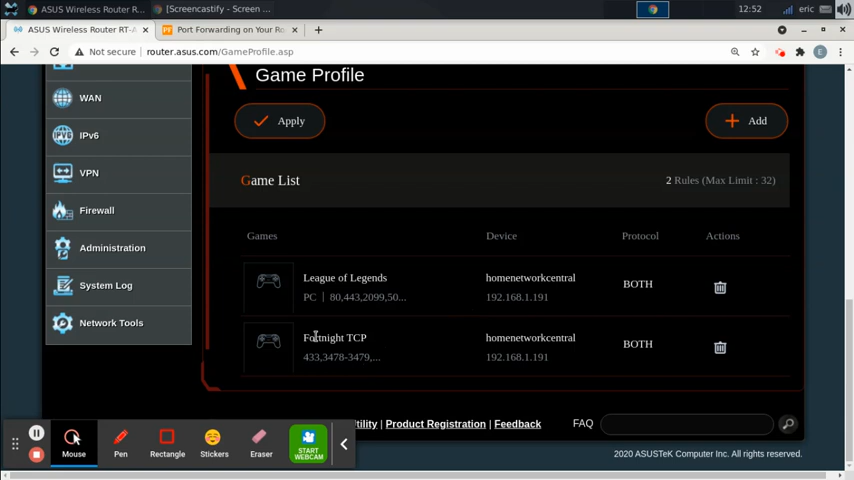 ASUS Wireless Router R...
[Screencastify - Screen ...
12:52
eric
ASUS Wireless Router RT-A
Port Forwarding on Your Ro
Not secure | router.asus.com/GameProfile.asp
E
WAN
IPv6
VPN
Firewall
Administration
System Log
Network Tools
Game Profile
Apply
Add
Game List
2 Rules (Max Limit : 32)
Games
Device
Protocol
Actions
League of Legends
PC | 80,443,2099,50...
homenetworkcentral
192.168.1.191
BOTH
Fortnight TCP
433,3478-3479,...
homenetworkcentral
192.168.1.191
BOTH
tility | Product Registration | Feedback
FAQ
2020 ASUSTeK Computer Inc. All rights reserved.
Mouse
Pen
Rectangle
Stickers
Eraser
START
WEBCAM